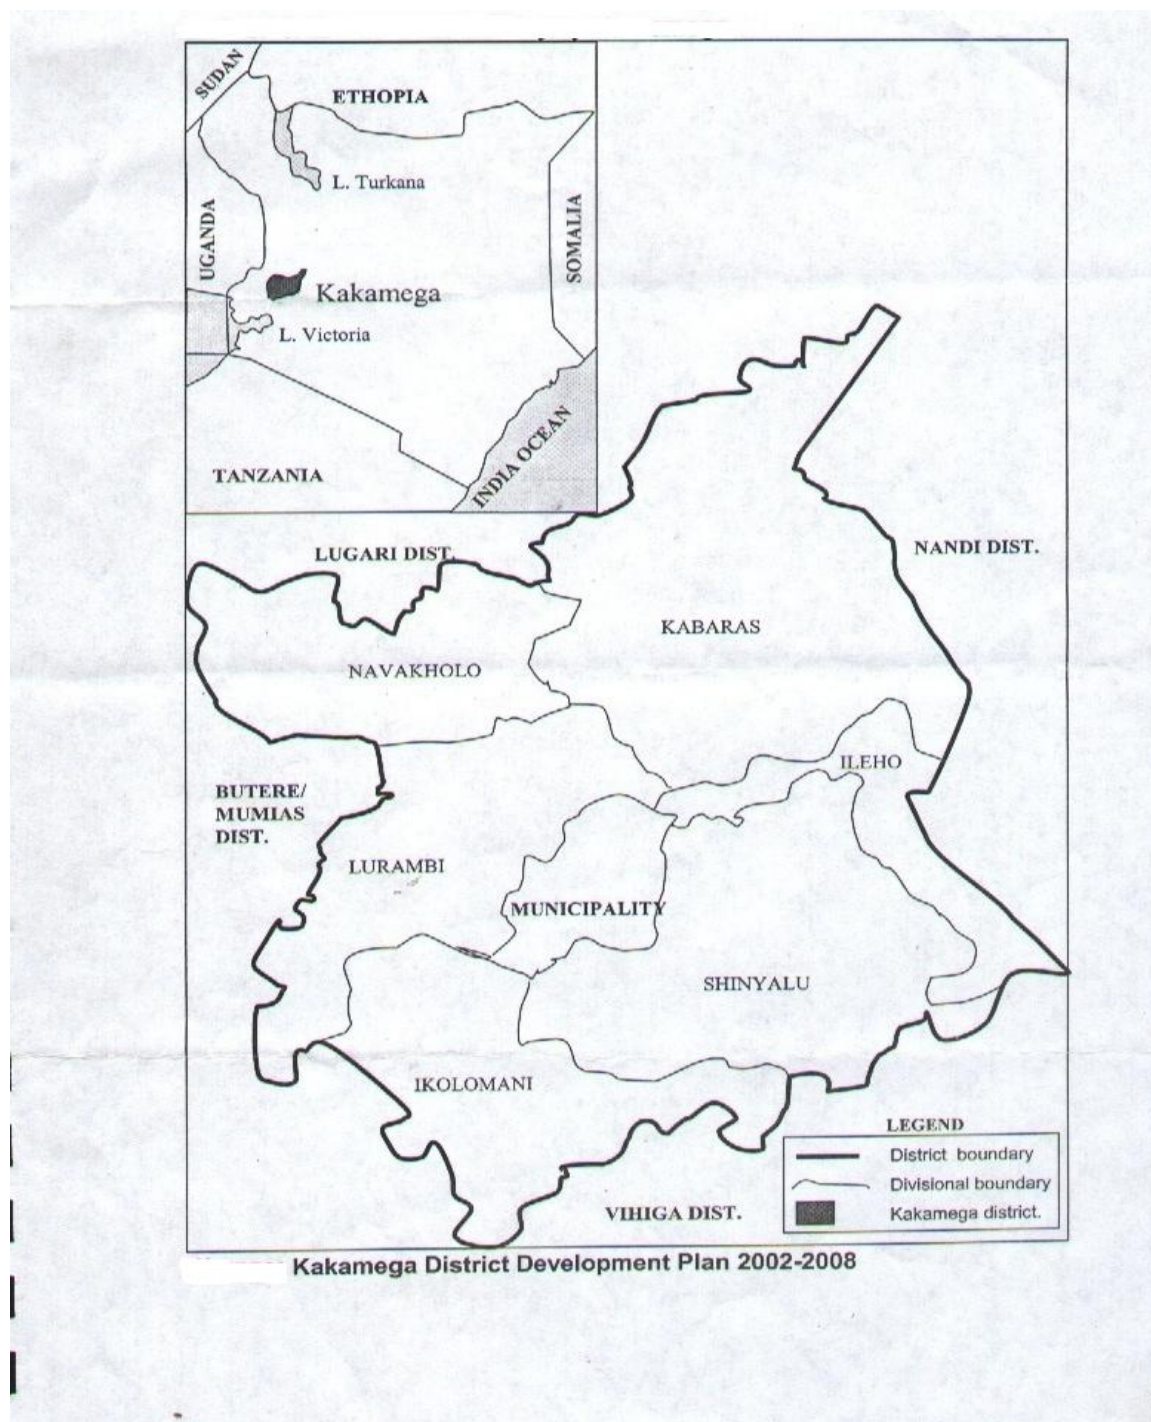 SUDAN
ETHOPIA
L. Turkana
UGANDA
SOMALIA
Kakamega
L. Victoria
TANZANIA
INDIA OCEAN
LUGARI DIST.
NANDI DIST.
KABARAS
NAVAKHOLO
ILEHO
BUTERE/
MUMIAS
DIST.
LURAMBI
MUNICIPALITY
SHINYALU
IKOLOMANI
VIHIGA DIST.
LEGEND
District boundary
Divisional boundary
Kakamega district.
Kakamega District Development Plan 2002-2008